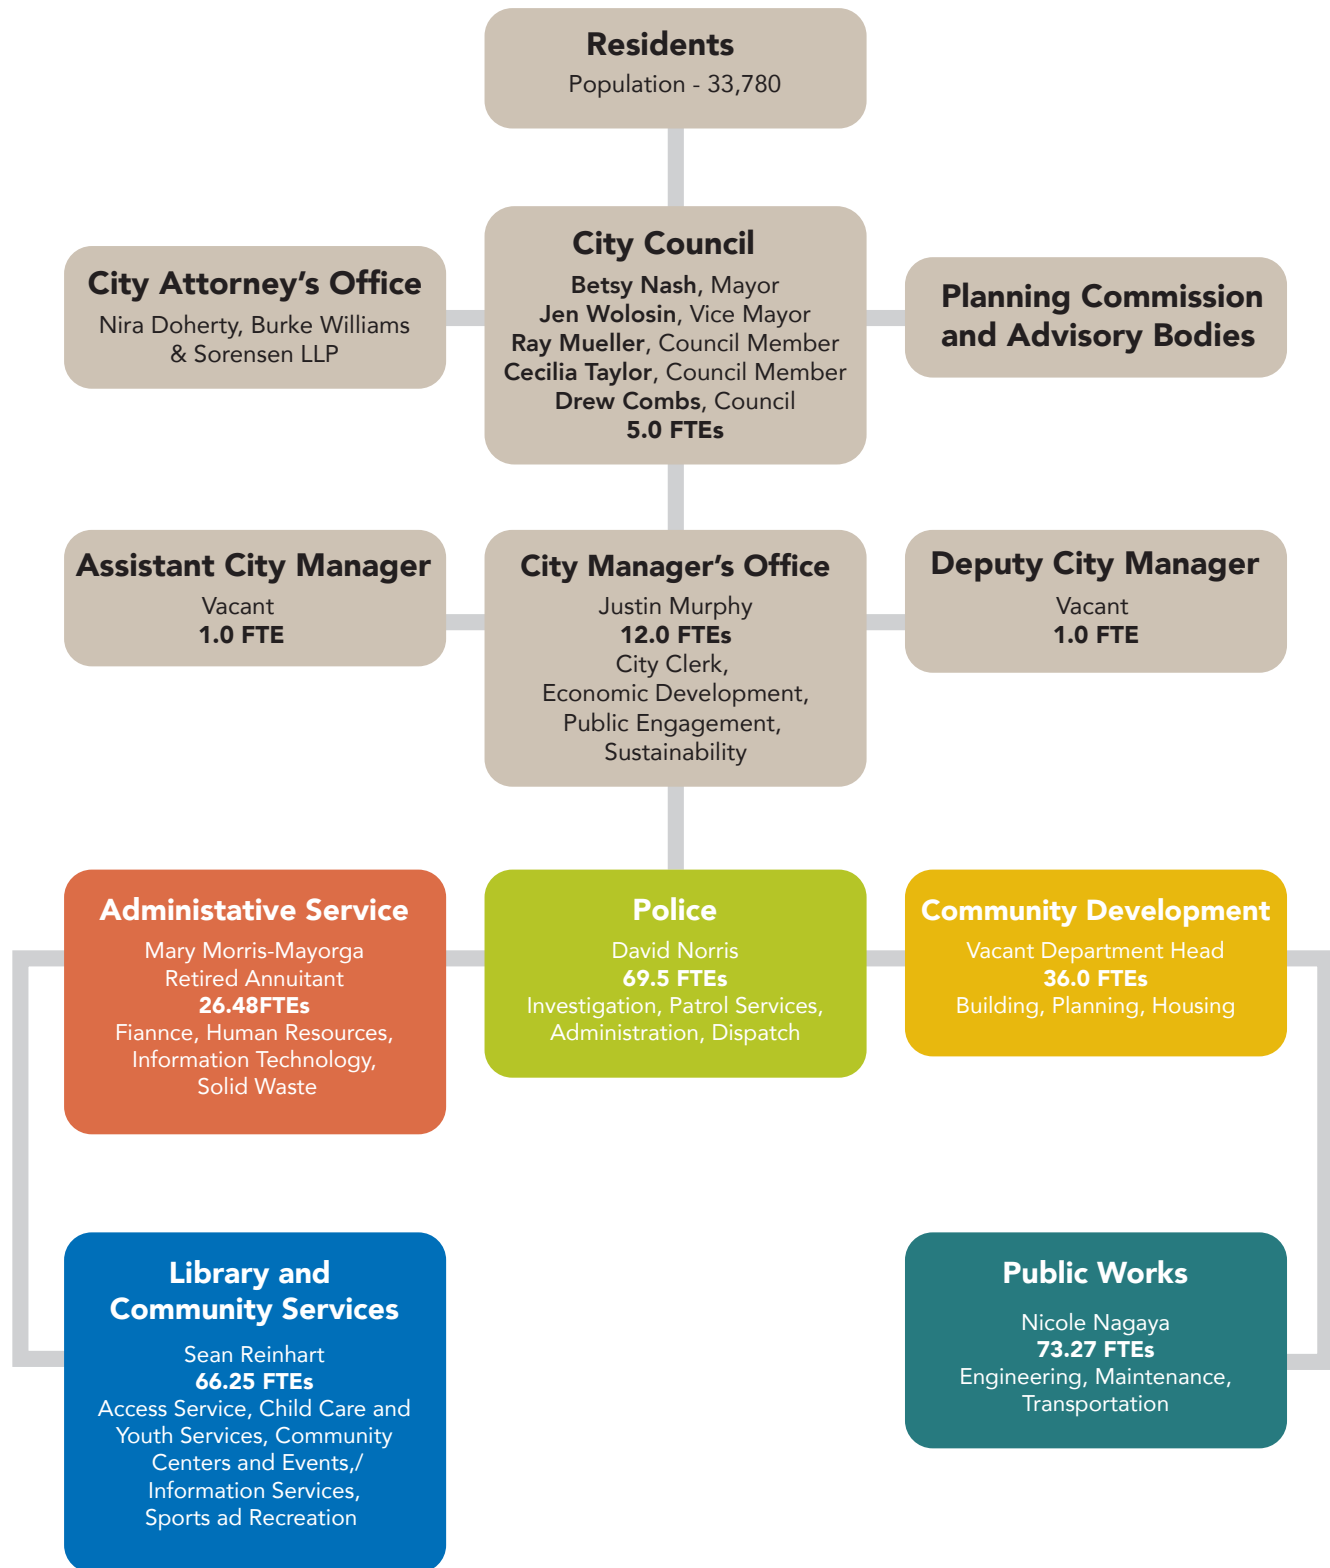 Residents
Population - 33,780
City Council
Betsy Nash, Mayor
Jen Wolosin, Vice Mayor
Ray Mueller, Council Member
Cecilia Taylor, Council Member
Drew Combs, Council
5.0 FTEs
City Attorney's Office
Nira Doherty, Burke Williams
& Sorensen LLP
Planning Commission
and Advisory Bodies
Assistant City Manager
Vacant
1.0 FTE
City Manager's Office
Justin Murphy
12.0 FTEs
City Clerk,
Economic Development,
Public Engagement,
Sustainability
Deputy City Manager
Vacant
1.0 FTE
Administative Service
Mary Morris-Mayorga
Retired Annuitant
26.48FTEs
Fiannce, Human Resources,
Information Technology,
Solid Waste
Police
David Norris
69.5 FTEs
Investigation, Patrol Services,
Administration, Dispatch
Community Development
Vacant Department Head
36.0 FTEs
Building, Planning, Housing
Library and
Community Services
Sean Reinhart
66.25 FTEs
Access Service, Child Care and
Youth Services, Community
Centers and Events,/
Information Services,
Sports ad Recreation
Public Works
Nicole Nagaya
73.27 FTEs
Engineering, Maintenance,
Transportation